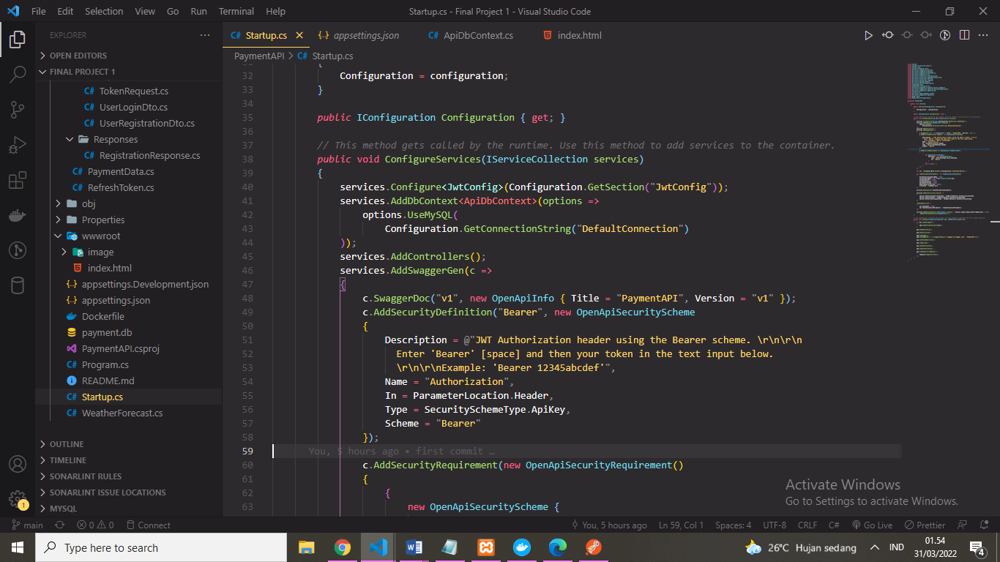 File Edit Selection View Go Run Terminal Help Startup.cs - Final Project 1 - Visual Studio Code
EXPLORER
OPEN EDITORS
FINAL PROJECT 1
C# TokenRequest.cs
C# UserLoginDto.cs
C# UserRegistrationDto.cs
Responses
C# RegistrationResponse.cs
C# PaymentData.cs
C# RefreshToken.cs
obj
Properties
wwwroot
image
index.html
{..} appsettings.Development.json
{..} appsettings.json
Dockerfile
payment.db
PaymentAPI.csproj
C# Program.cs
README.md
C# Startup.cs
C# WeatherForecast.cs
OUTLINE
TIMELINE
SONARLINT RULES
SONARLINT ISSUE LOCATIONS
MYSQL
1
C# Startup.cs {..} appsettings.json C# ApiDbContext.cs index.html
PaymentAPI > C# Startup.cs
31 {
32 Configuration = configuration;
33 }
34
35 public IConfiguration Configuration { get; }
36
37 // This method gets called by the runtime. Use this method to add services to the container.
38 public void ConfigureServices(IServiceCollection services)
39 {
40 services.Configure<JwtConfig>(Configuration.GetSection("JwtConfig"));
41 services.AddDbContext<ApiDbContext>(options =>
42 options.UseMySQL(
43 Configuration.GetConnectionString("DefaultConnection")
44 ));
45 services.AddControllers();
46 services.AddSwaggerGen(c =>
47 {
48 c.SwaggerDoc("v1", new OpenApiInfo { Title = "PaymentAPI", Version = "v1" });
49 c.AddSecurityDefinition("Bearer", new OpenApiSecurityScheme
50 {
51 Description = @"JWT Authorization header using the Bearer scheme. \r\n\r\n
52 Enter 'Bearer' [space] and then your token in the text input below.
53 \r\n\r\nExample: 'Bearer 12345abcdef'",
54 Name = "Authorization",
55 In = ParameterLocation.Header,
56 Type = SecuritySchemeType.ApiKey,
57 Scheme = "Bearer"
58 });
59 You, 5 hours ago • first commit …
60 c.AddSecurityRequirement(new OpenApiSecurityRequirement()
61 {
62 {
63 new OpenApiSecurityScheme {
Activate Windows
Go to Settings to activate Windows.
main 0 0 Connect You, 5 hours ago Ln 59, Col 1 Spaces: 4 UTF-8 CRLF C# Go Live Prettier
Type here to search
26°C Hujan sedang IND
01.54
31/03/2022
4